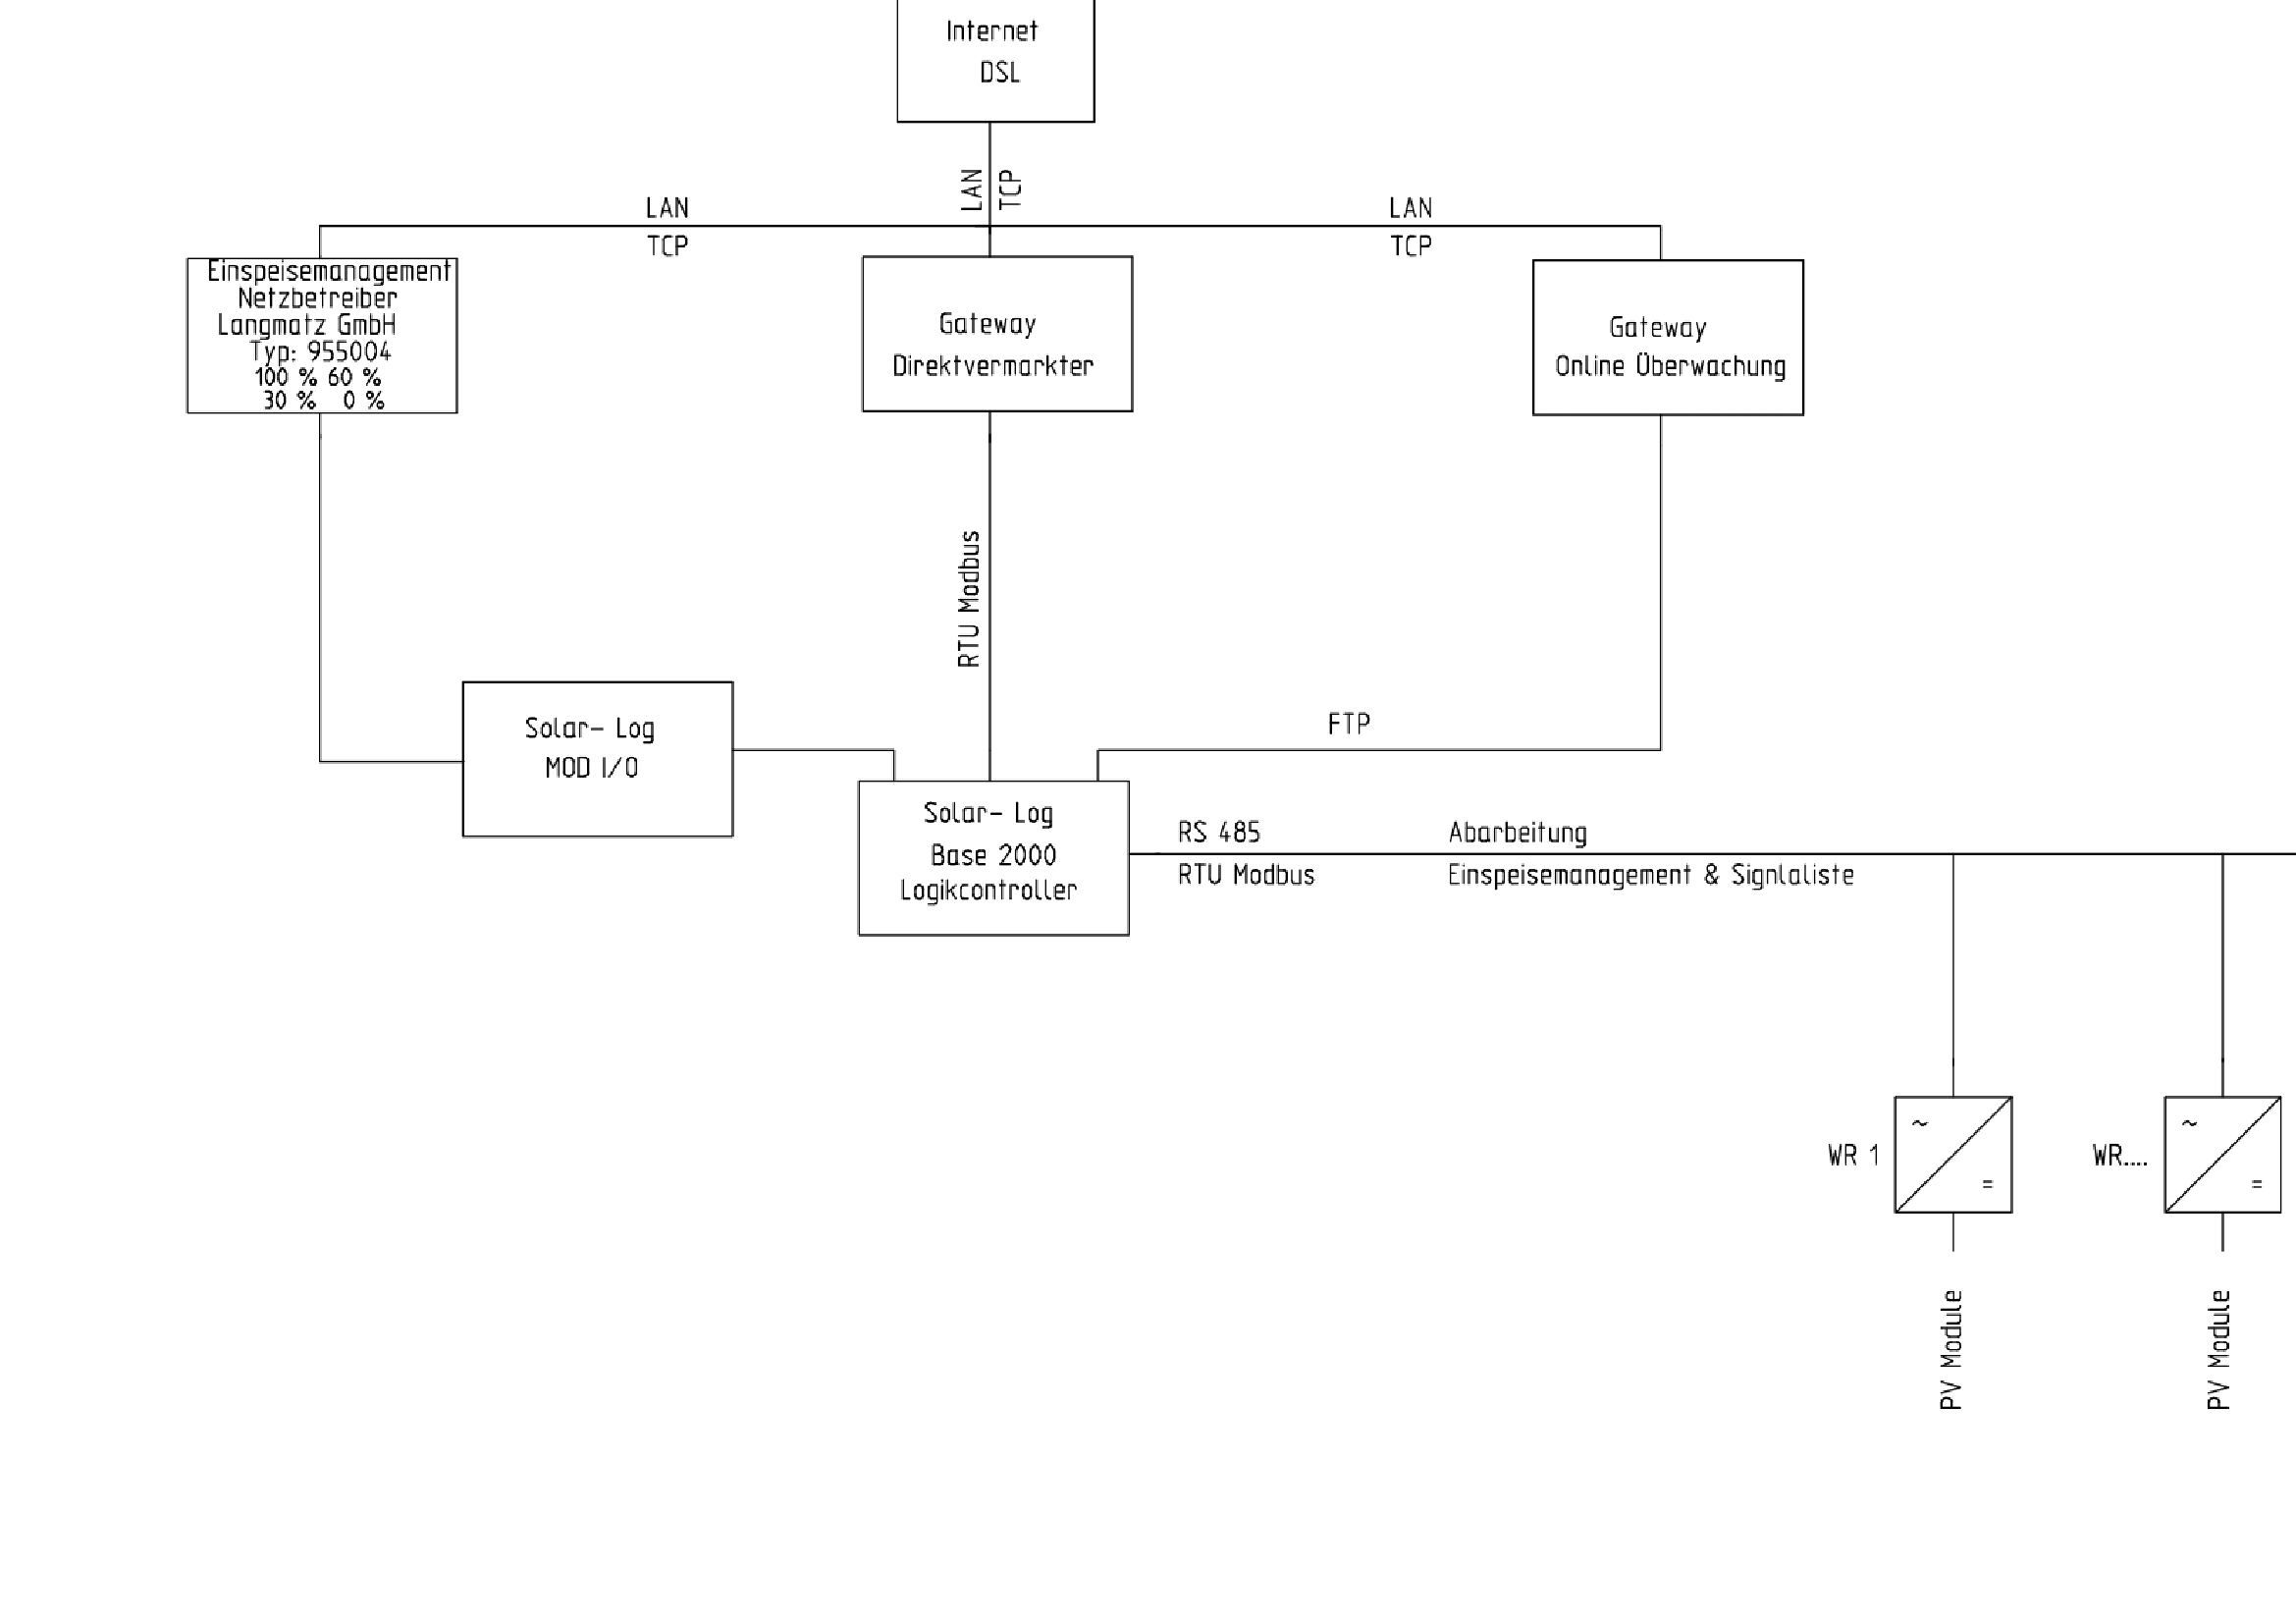 Internet
DSL
LAN
TCP
LAN
TCP
LAN
TCP
Einspeisemanagement
Netzbetreiber
Langmatz GmbH
Typ: 955004
100 % 60 %
30 % 0 %
Gateway
Direktvermarkter
Gateway
Online Überwachung
RTU Modbus
Solar- Log
MOD I/O
FTP
Solar- Log
Base 2000
Logikcontroller
RS 485
RTU Modbus
Abarbeitung
Einspeisemanagement & Signlaliste
~
=
WR 1
~
=
WR....
PV Module
PV Module